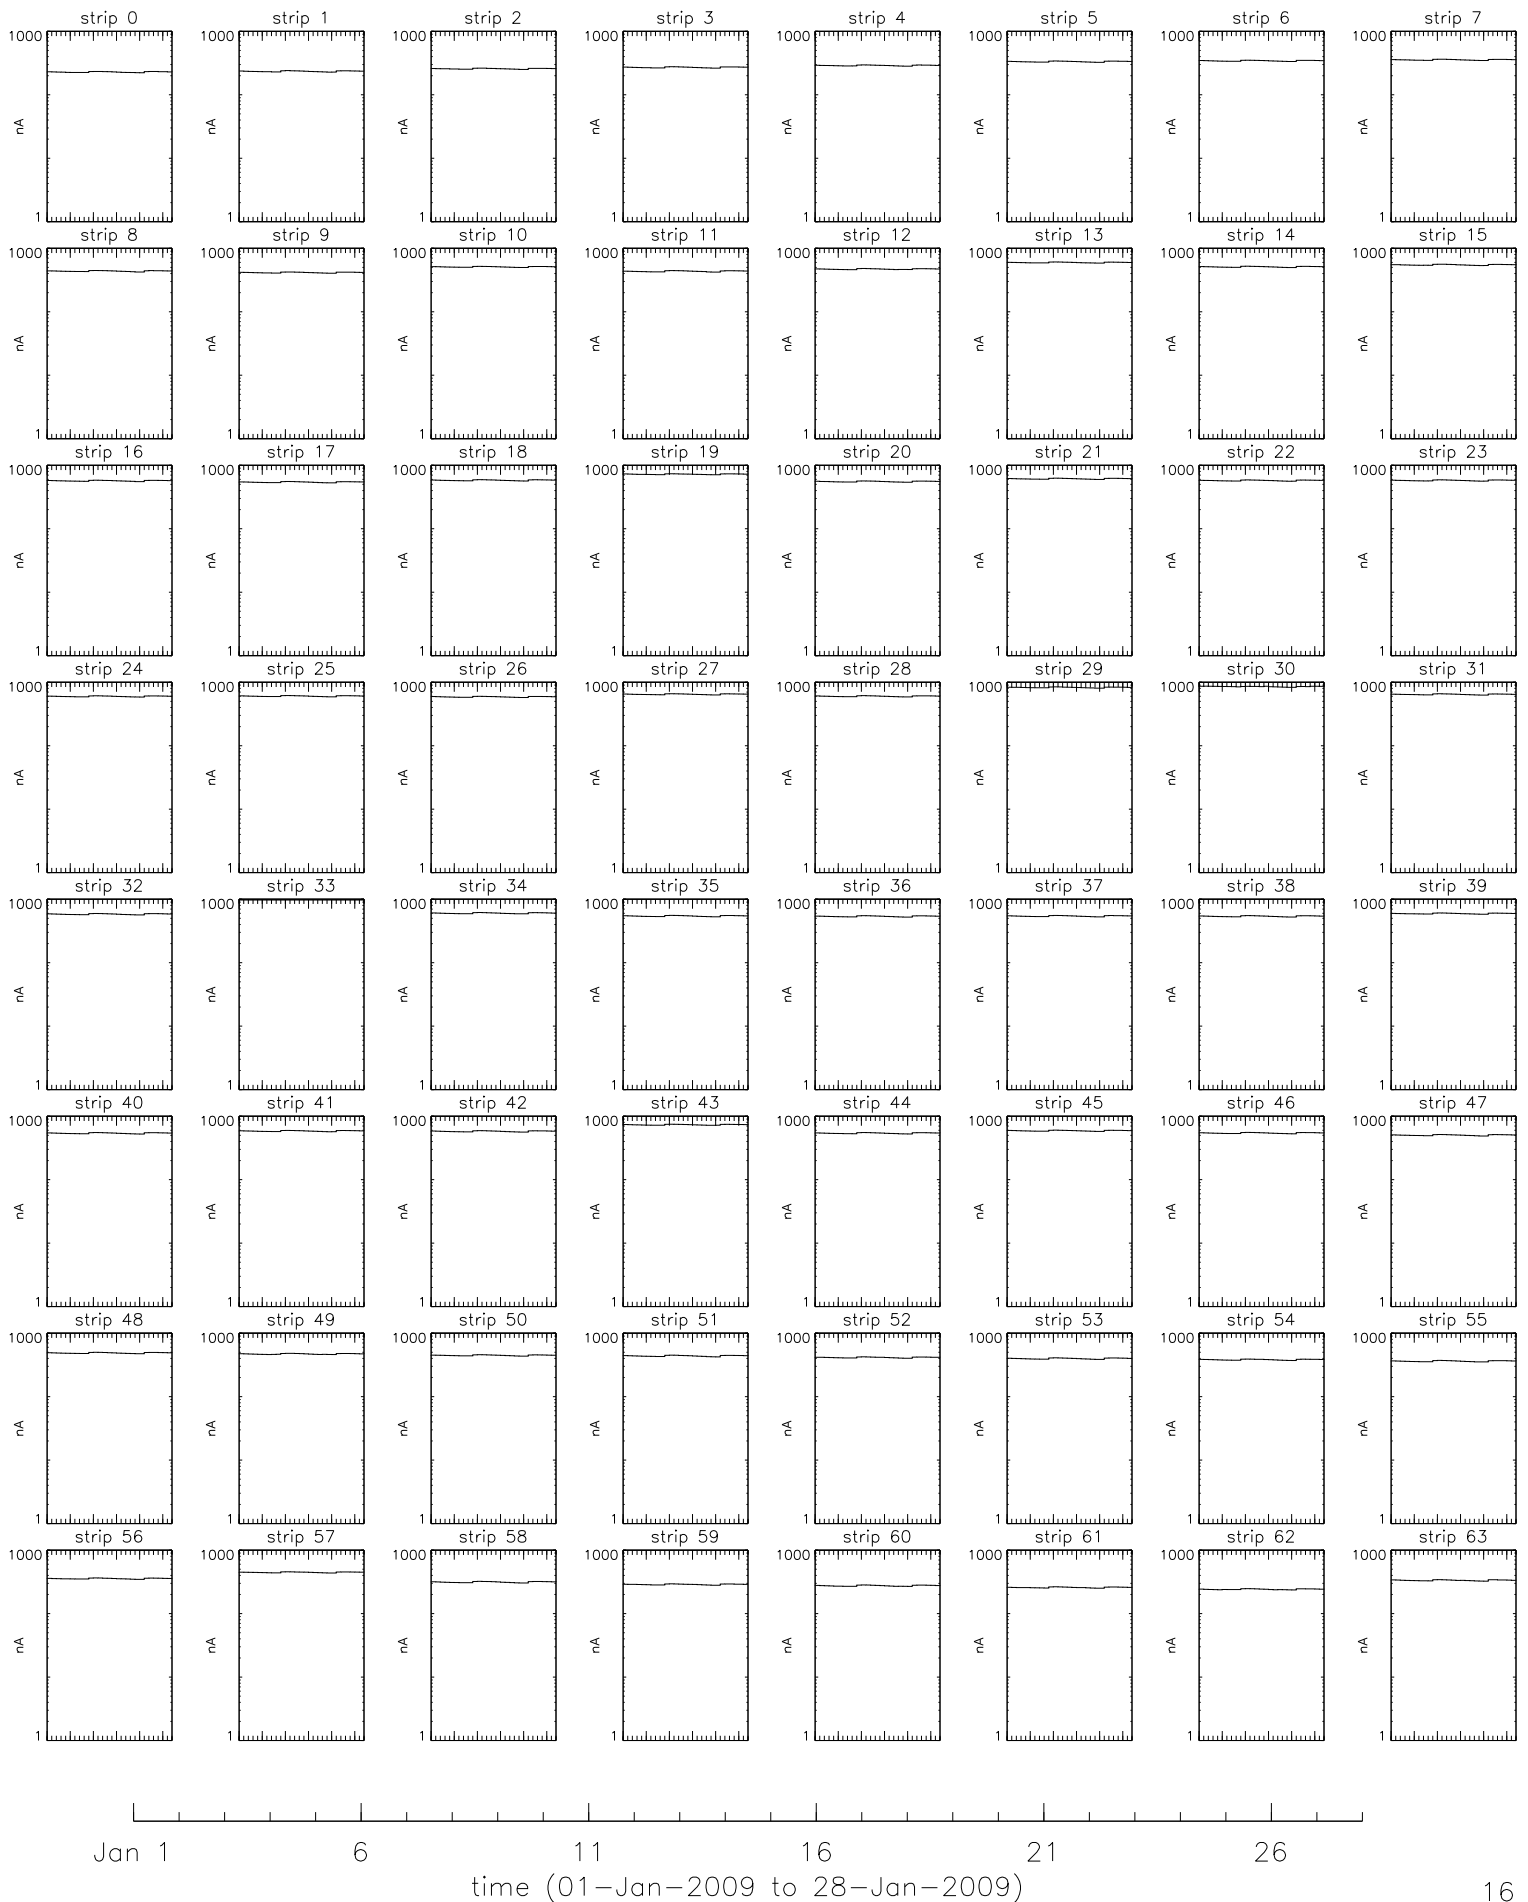 strip 0 strip 1 strip 2 strip 3 strip 4 strip 5 strip 6 strip 7
1000 1000 1000 1000 1000 1000 1000 1000
nA nA nA nA nA nA nA nA
1 1 1 1 1 1 1 1
strip 8 strip 9 strip 10 strip 11 strip 12 strip 13 strip 14 strip 15
1000 1000 1000 1000 1000 1000 1000 1000
nA nA nA nA nA nA nA nA
1 1 1 1 1 1 1 1
strip 16 strip 17 strip 18 strip 19 strip 20 strip 21 strip 22 strip 23
1000 1000 1000 1000 1000 1000 1000 1000
nA nA nA nA nA nA nA nA
1 1 1 1 1 1 1 1
strip 24 strip 25 strip 26 strip 27 strip 28 strip 29 strip 30 strip 31
1000 1000 1000 1000 1000 1000 1000 1000
nA nA nA nA nA nA nA nA
1 1 1 1 1 1 1 1
strip 32 strip 33 strip 34 strip 35 strip 36 strip 37 strip 38 strip 39
1000 1000 1000 1000 1000 1000 1000 1000
nA nA nA nA nA nA nA nA
1 1 1 1 1 1 1 1
strip 40 strip 41 strip 42 strip 43 strip 44 strip 45 strip 46 strip 47
1000 1000 1000 1000 1000 1000 1000 1000
nA nA nA nA nA nA nA nA
1 1 1 1 1 1 1 1
strip 48 strip 49 strip 50 strip 51 strip 52 strip 53 strip 54 strip 55
1000 1000 1000 1000 1000 1000 1000 1000
nA nA nA nA nA nA nA nA
1 1 1 1 1 1 1 1
strip 56 strip 57 strip 58 strip 59 strip 60 strip 61 strip 62 strip 63
1000 1000 1000 1000 1000 1000 1000 1000
nA nA nA nA nA nA nA nA
1 1 1 1 1 1 1 1
Jan 1 6 11 16 21 26
time (01-Jan-2009 to 28-Jan-2009)
16